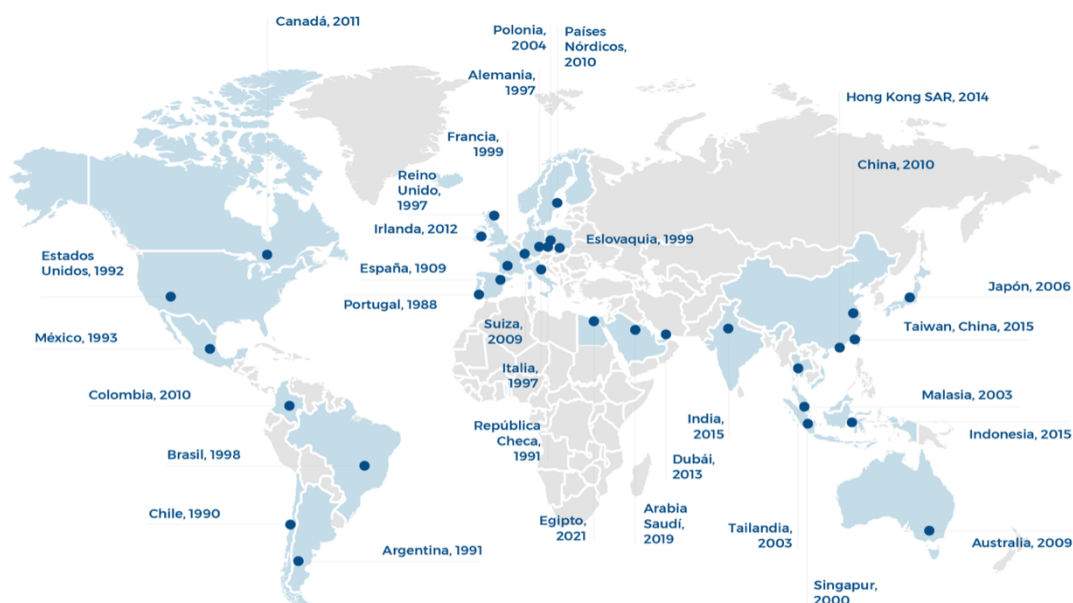 Canadá, 2011
Polonia,
2004
Países
Nórdicos,
2010
Alemania,
1997
Hong Kong SAR, 2014
Francia,
1999
China, 2010
Reino
Unido,
1997
Irlanda, 2012
Eslovaquia, 1999
Estados
Unidos, 1992
España, 1909
Japón, 2006
Portugal, 1988
Suiza,
2009
Taiwan, China, 2015
México, 1993
Italia,
1997
Colombia, 2010
Malasia, 2003
República
Checa,
1991
India,
2015
Indonesia, 2015
Brasil, 1998
Dubái,
2013
Chile, 1990
Egipto,
2021
Arabia
Saudí,
2019
Tailandia,
2003
Australia, 2009
Argentina, 1991
Singapur,
2000